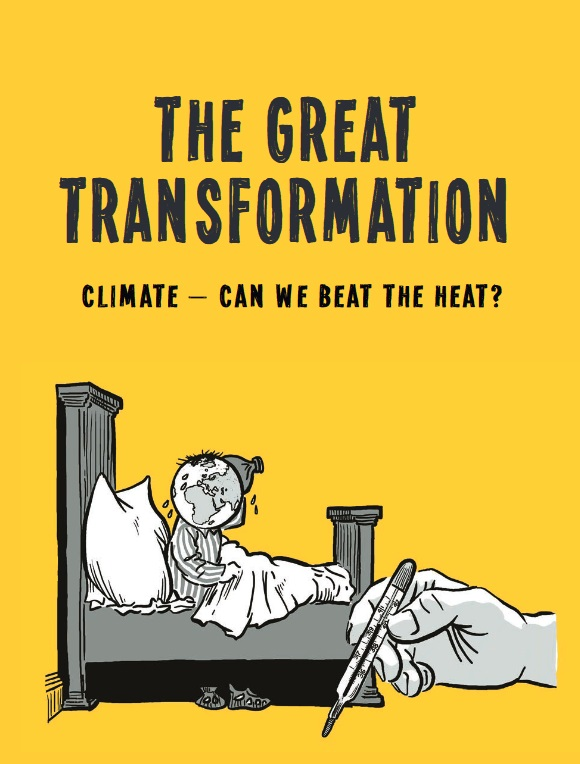 THE GREAT
TRANSFORMATION
CLIMATE – CAN WE BEAT THE HEAT?